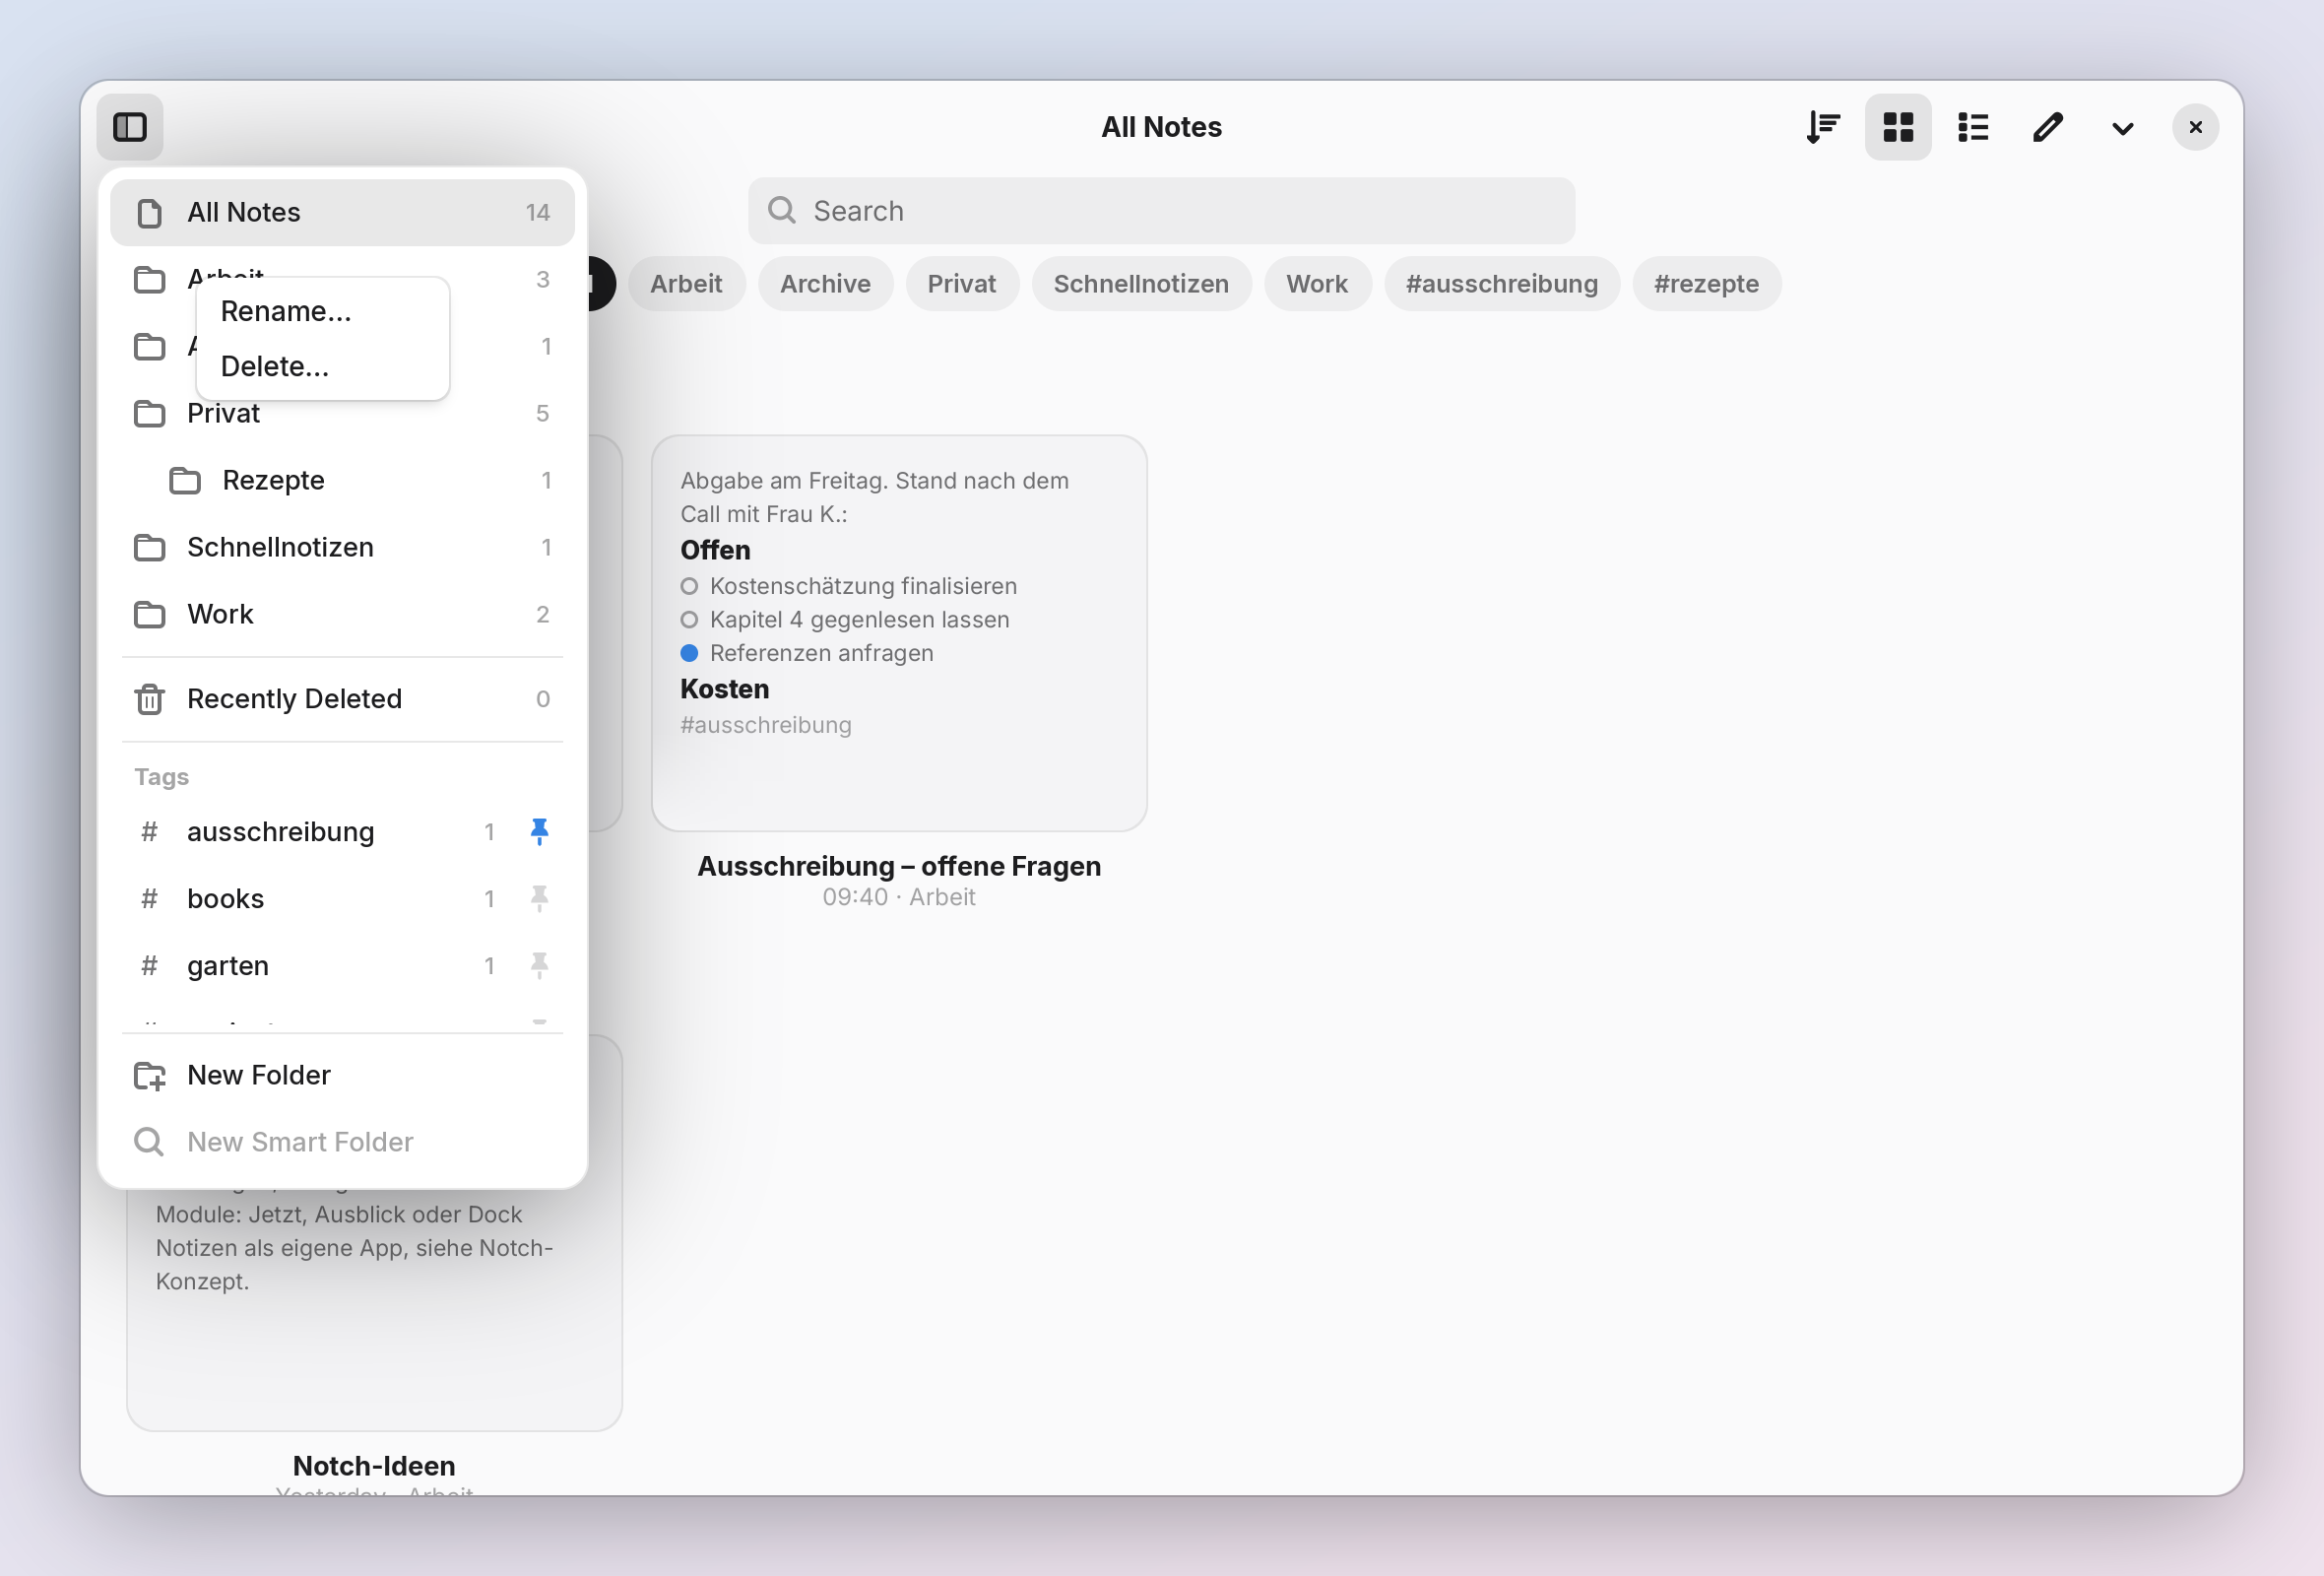 All Notes
Search
All Notes 14
Arbeit 3
1
Rename...
Delete...
Privat 5
Rezepte 1
Schnellnotizen 1
Work 2
Recently Deleted 0
Tags
# ausschreibung 1
# books 1
# garten 1
New Folder
New Smart Folder
Arbeit Archive Privat Schnellnotizen Work #ausschreibung #rezepte
Abgabe am Freitag. Stand nach dem
Call mit Frau K.:
Offen
Kostenschätzung finalisieren
Kapitel 4 gegenlesen lassen
Referenzen anfragen
Kosten
#ausschreibung
Ausschreibung – offene Fragen
09:40 · Arbeit
Module: Jetzt, Ausblick oder Dock
Notizen als eigene App, siehe Notch-
Konzept.
Notch-Ideen
Yesterday · Arbeit